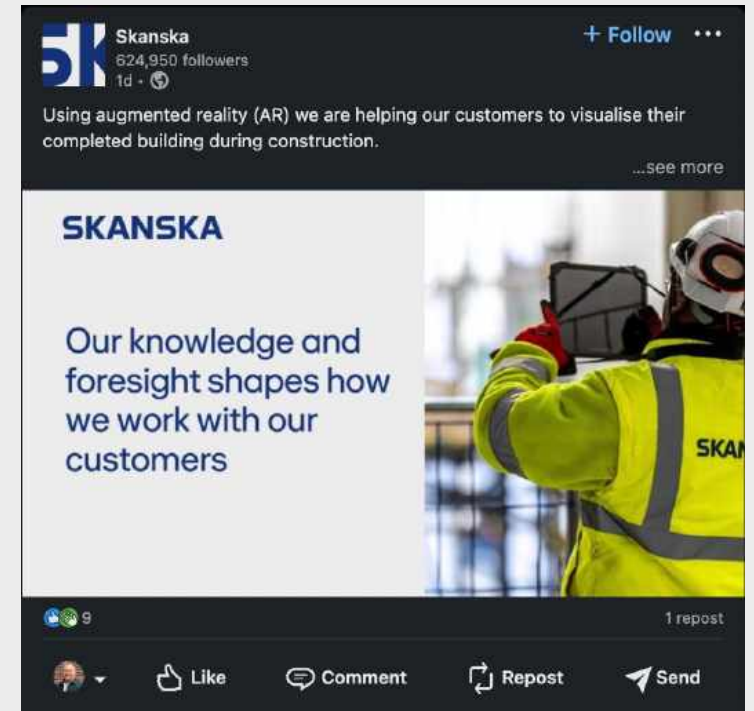 SK
Skanska
+ Follow
624,950 followers
1d •
Using augmented reality (AR) we are helping our customers to visualise their
completed building during construction.
...see more
SKANSKA
Our knowledge and
foresight shapes how
we work with our
customers
SKAN
9
1 repost
Like Comment Repost Send